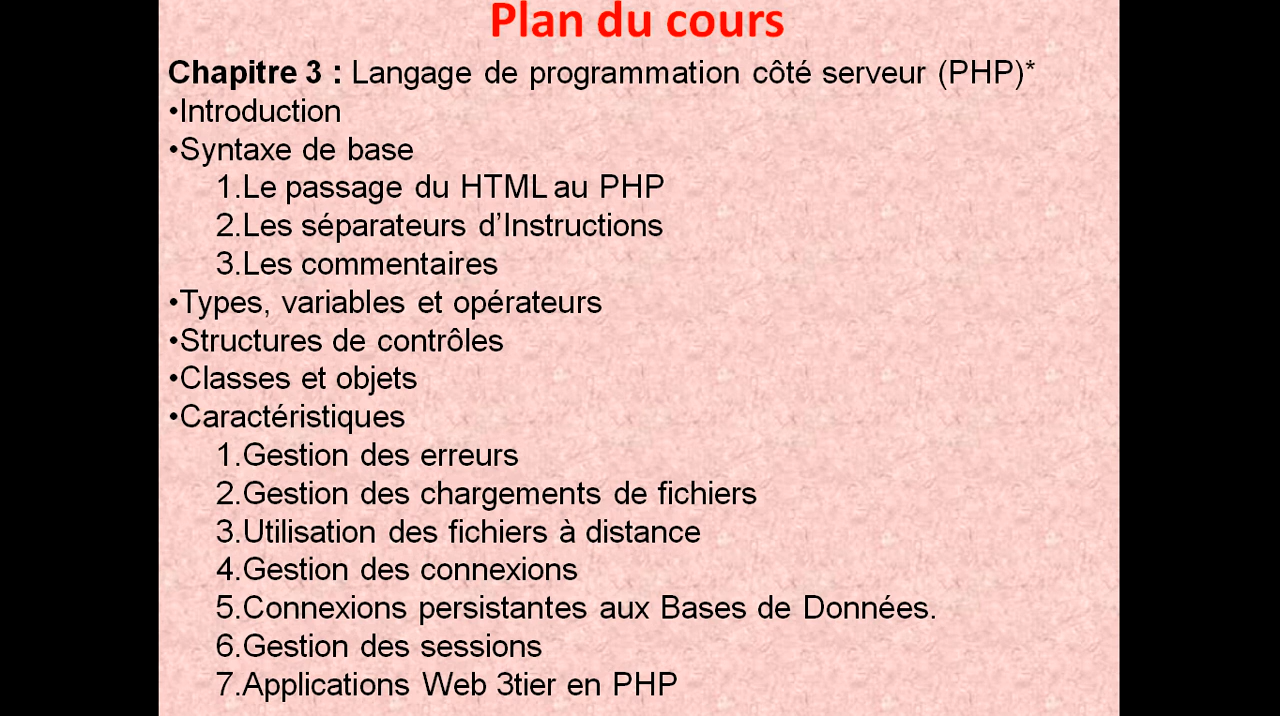 Plan du cours
Chapitre 3 : Langage de programmation côté serveur (PHP)*
•Introduction
•Syntaxe de base
1.Le passage du HTML au PHP
2.Les séparateurs d’Instructions
3.Les commentaires
•Types, variables et opérateurs
•Structures de contrôles
•Classes et objets
•Caractéristiques
1.Gestion des erreurs
2.Gestion des chargements de fichiers
3.Utilisation des fichiers à distance
4.Gestion des connexions
5.Connexions persistantes aux Bases de Données.
6.Gestion des sessions
7.Applications Web 3tier en PHP